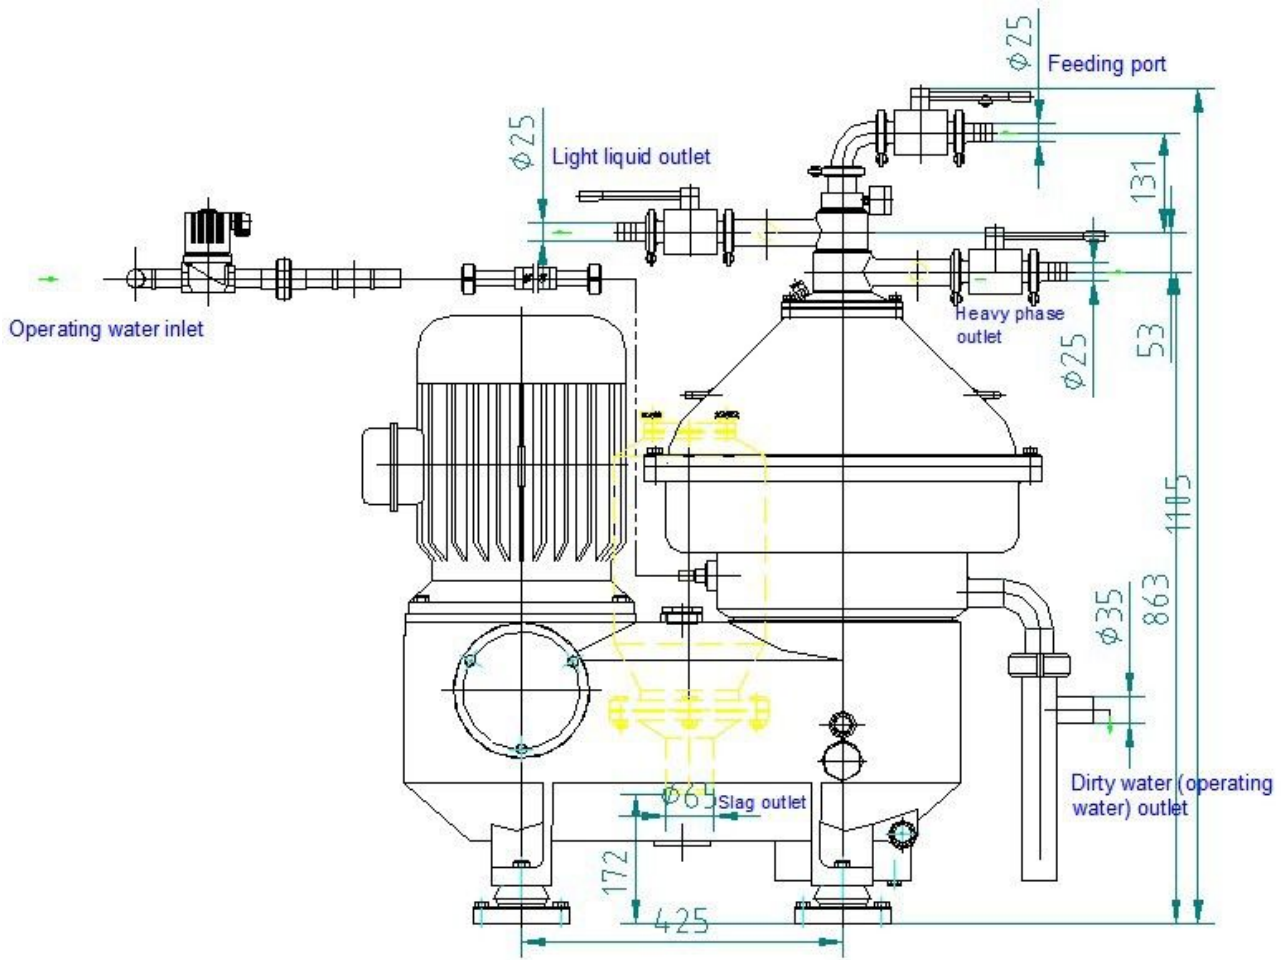 φ25
Feeding port
φ25
Light liquid outlet
131
Operating water inlet
Heavy phase
outlet
φ25
53
1105
863
φ35
Dirty water (operating
water) outlet
φ65
Slag outlet
172
425